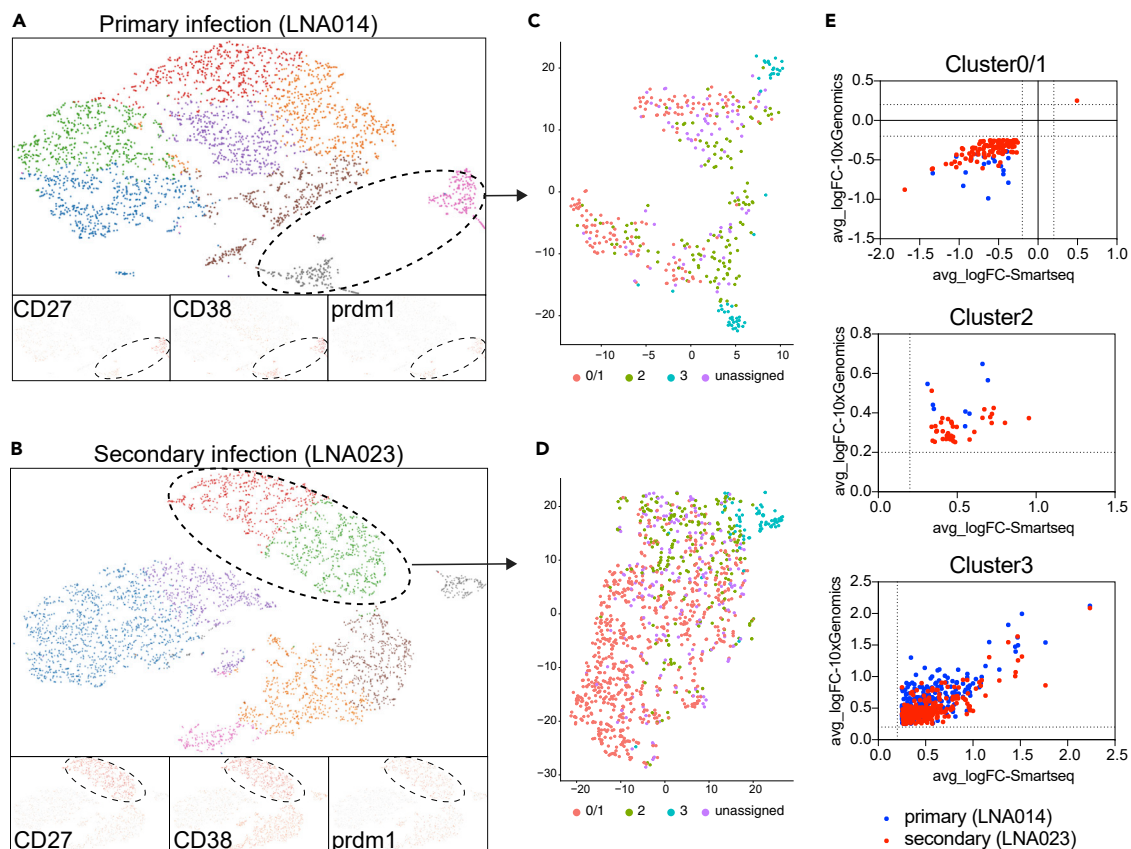 A
Primary infection (LNA014)
CD27
CD38
prdm1
B
Secondary infection (LNA023)
CD27
CD38
prdm1
C
20
10
0
−10
−20
−10
−5
0
5
10
0/1
2
3
unassigned
D
20
10
0
−10
−20
−30
−20
−10
0
10
20
0/1
2
3
unassigned
E
Cluster0/1
avg_logFC-10xGenomics
0.5
0.0
-0.5
-1.0
-1.5
-2.0
-1.5
-1.0
-0.5
0.0
0.5
1.0
avg_logFC-Smartseq
Cluster2
avg_logFC-10xGenomics
0.8
0.6
0.4
0.2
0.0
0.0
0.5
1.0
1.5
avg_logFC-Smartseq
Cluster3
avg_logFC-10xGenomics
2.5
2.0
1.5
1.0
0.5
0.0
0.0
0.5
1.0
1.5
2.0
2.5
avg_logFC-Smartseq
primary (LNA014)
secondary (LNA023)